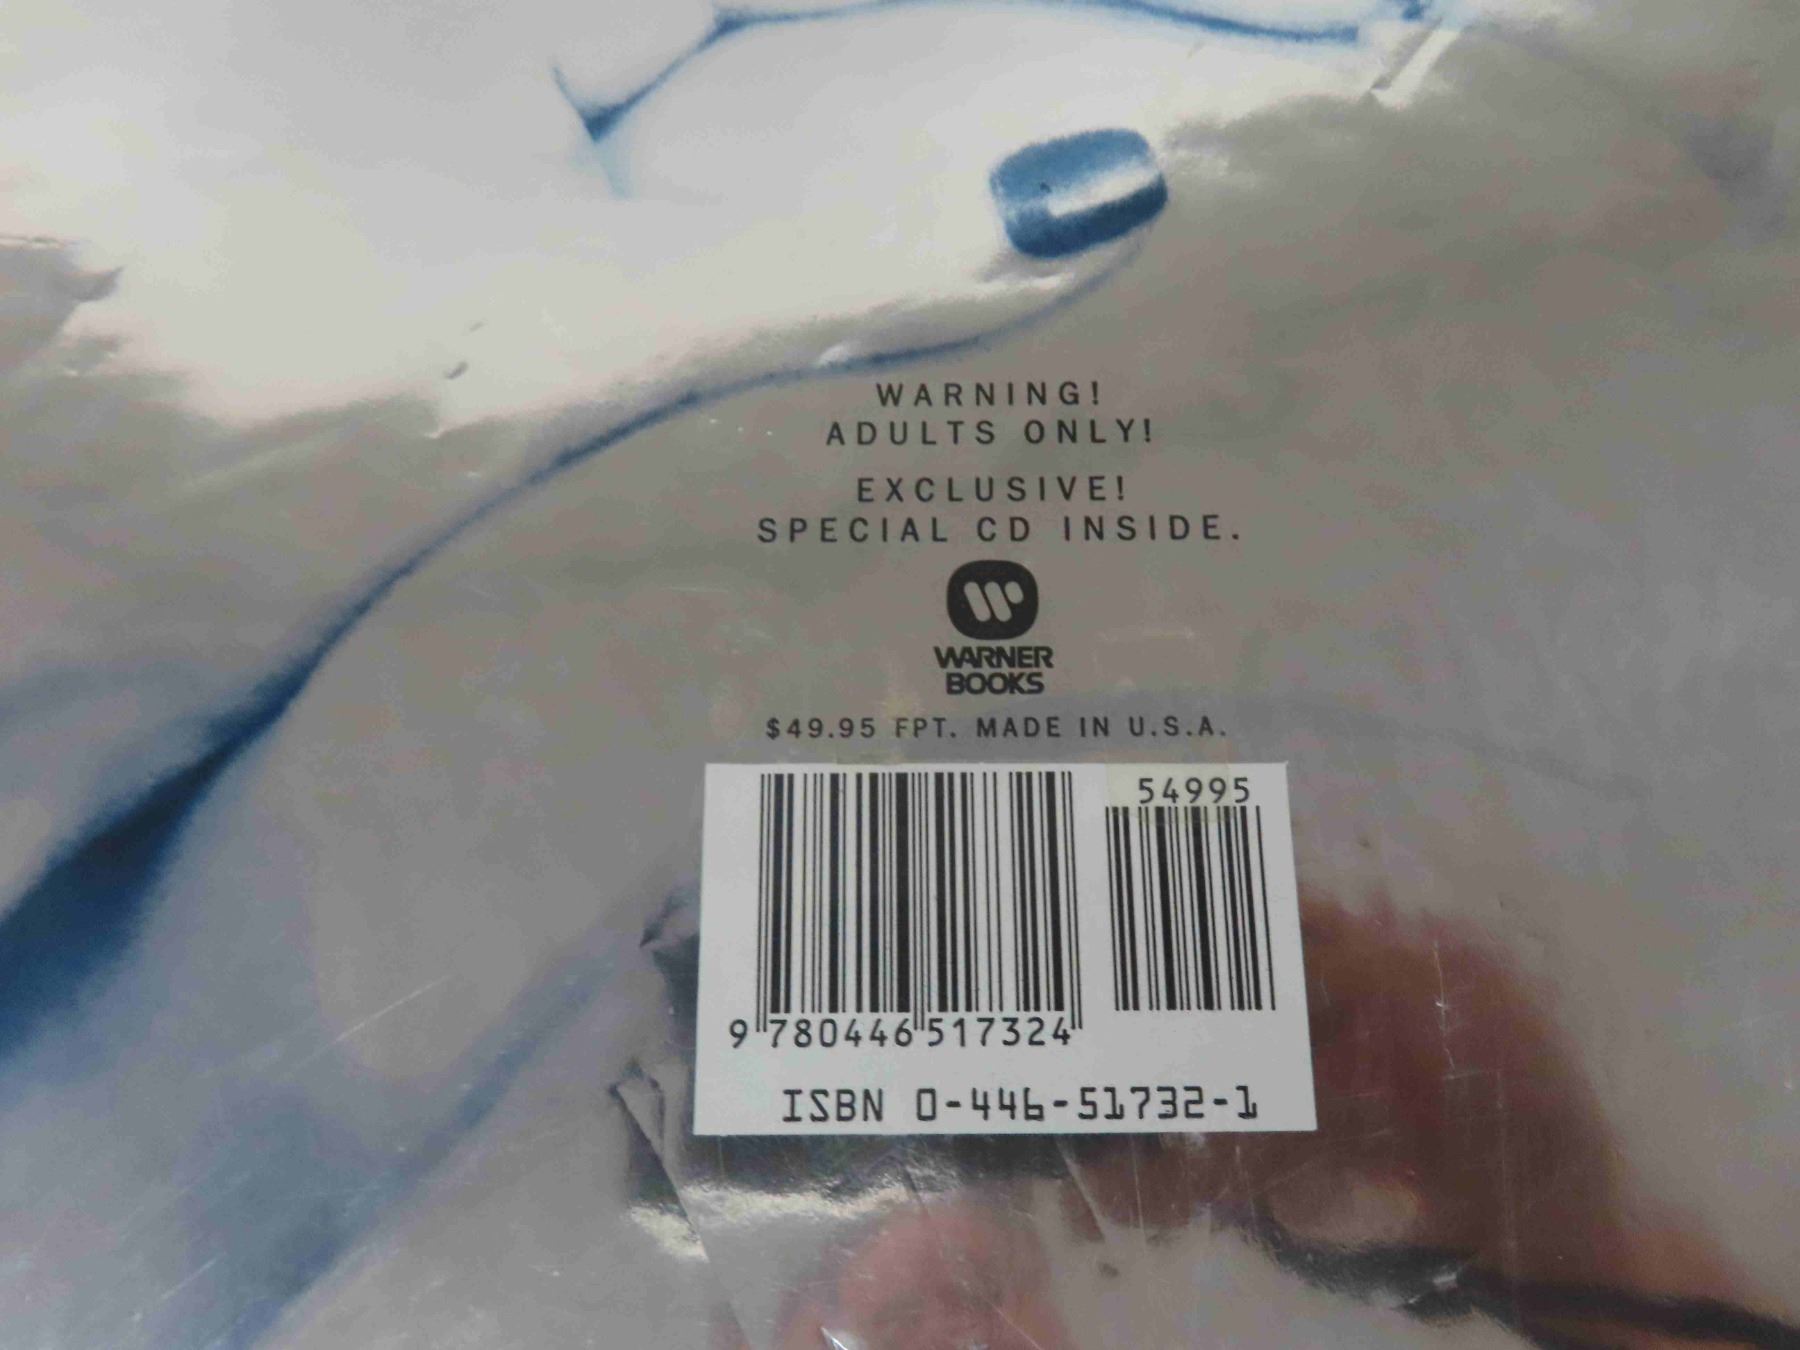 WARNING!
ADULTS ONLY!
EXCLUSIVE!
SPECIAL CD INSIDE.
WARNER
BOOKS
$49.95 FPT. MADE IN U.S.A.
54995
9 780446 517324
ISBN 0-446-51732-1